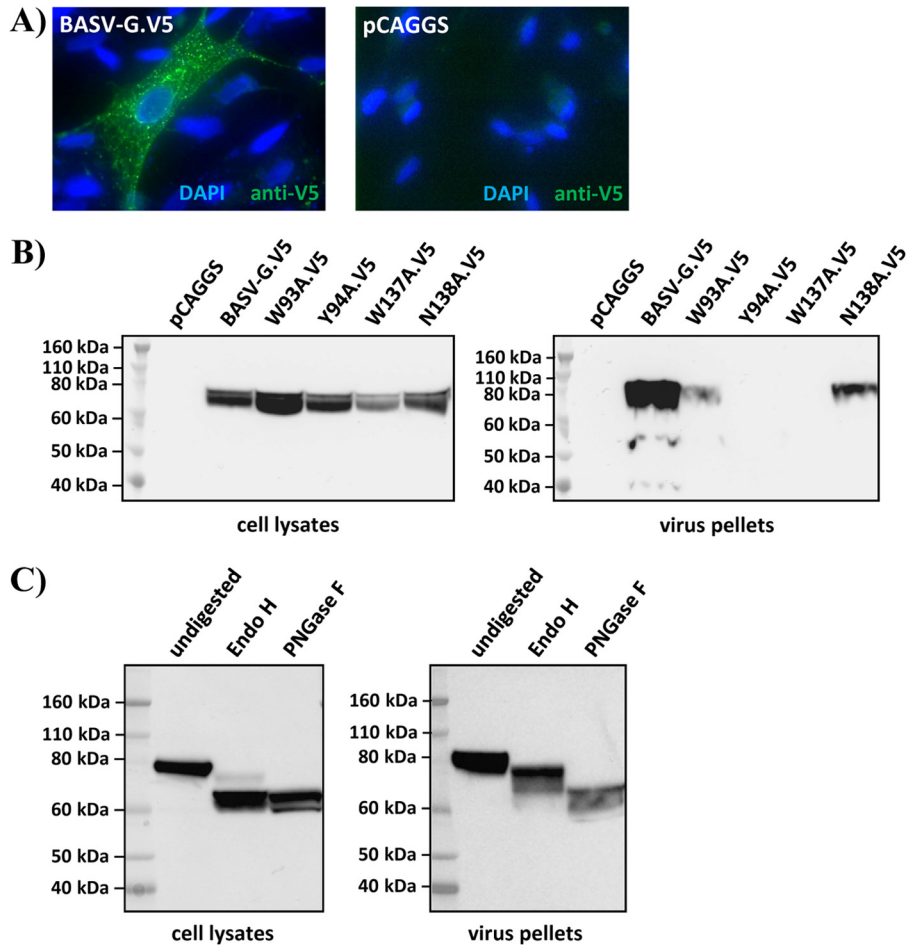 A)
BASV-G.V5
DAPI anti-V5
pCAGGS
DAPI anti-V5
B)
pCAGGS
BASV-G.V5
W93A.V5
Y94A.V5
W137A.V5
N138A.V5
160 kDa
110 kDa
80 kDa
60 kDa
50 kDa
40 kDa
cell lysates
pCAGGS
BASV-G.V5
W93A.V5
Y94A.V5
W137A.V5
N138A.V5
160 kDa
110 kDa
80 kDa
60 kDa
50 kDa
40 kDa
virus pellets
C)
undigested
Endo H
PNGase F
160 kDa
110 kDa
80 kDa
60 kDa
50 kDa
40 kDa
cell lysates
undigested
Endo H
PNGase F
160 kDa
110 kDa
80 kDa
60 kDa
50 kDa
40 kDa
virus pellets